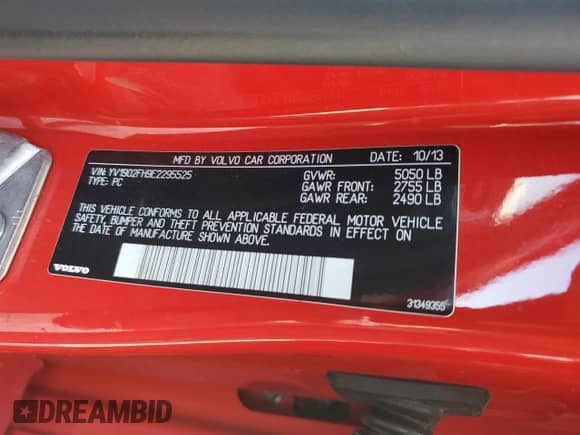 MFD BY VOLVO CAR CORPORATION DATE: 10/13
VIN: YV1902FH9E2295525 GVWR: 5050 LB
TYPE: PC GAWR FRONT: 2755 LB
GAWR REAR: 2490 LB
THIS VEHICLE CONFORMS TO ALL APPLICABLE FEDERAL MOTOR VEHICLE
SAFETY, BUMPER AND THEFT PREVENTION STANDARDS IN EFFECT ON
THE DATE OF MANUFACTURE SHOWN ABOVE.
VOLVO 31349355
DREAMBID